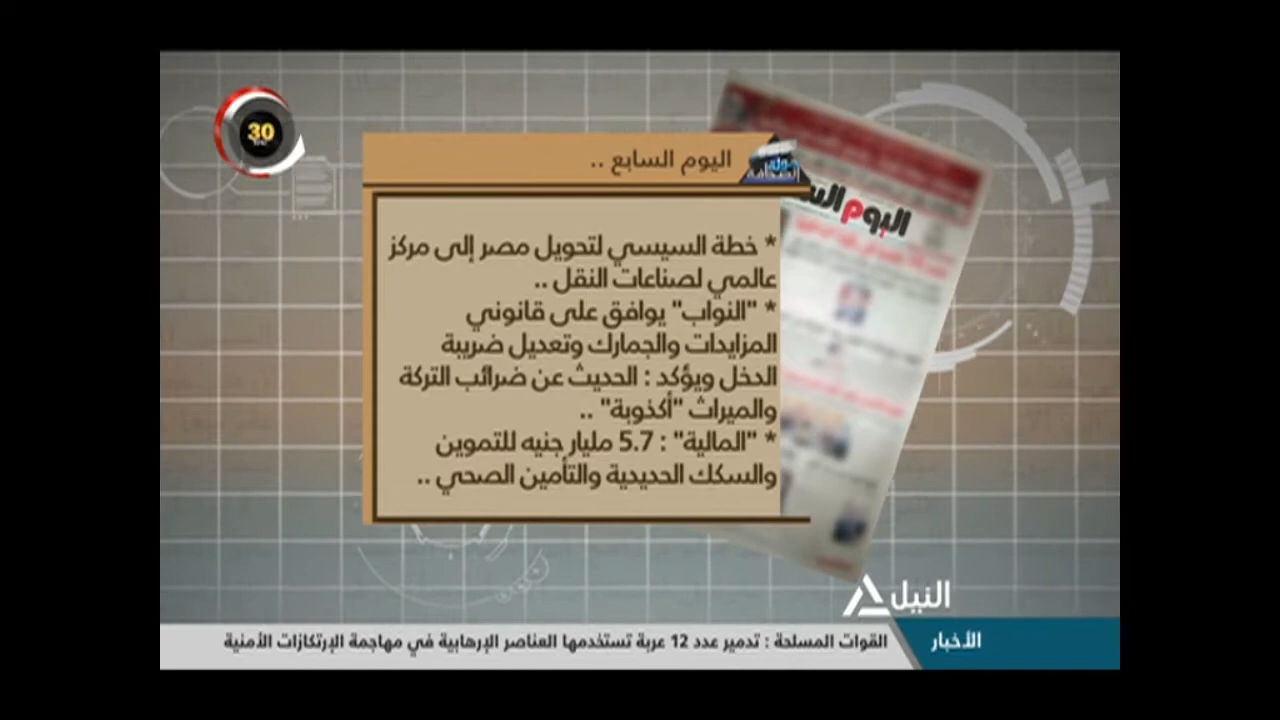 30
اليوم السابع ..
جولة الصحافة
اليوم
* خطة السيسي لتحويل مصر إلى مركز
عالمي لصناعات النقل ..
* "النواب" يوافق على قانوني
المزايدات والجمارك وتعديل ضريبة
الدخل ويؤكد : الحديث عن ضرائب التركة
والميراث "أكذوبة" ..
* "المالية" : 5.7 مليار جنيه للتموين
والسكك الحديدية والتأمين الصحي ..
النيل
الأخبار
القوات المسلحة : تدمير عدد 12 عربة تستخدمها العناصر الإرهابية في مهاجمة الإرتكازات الأمنية